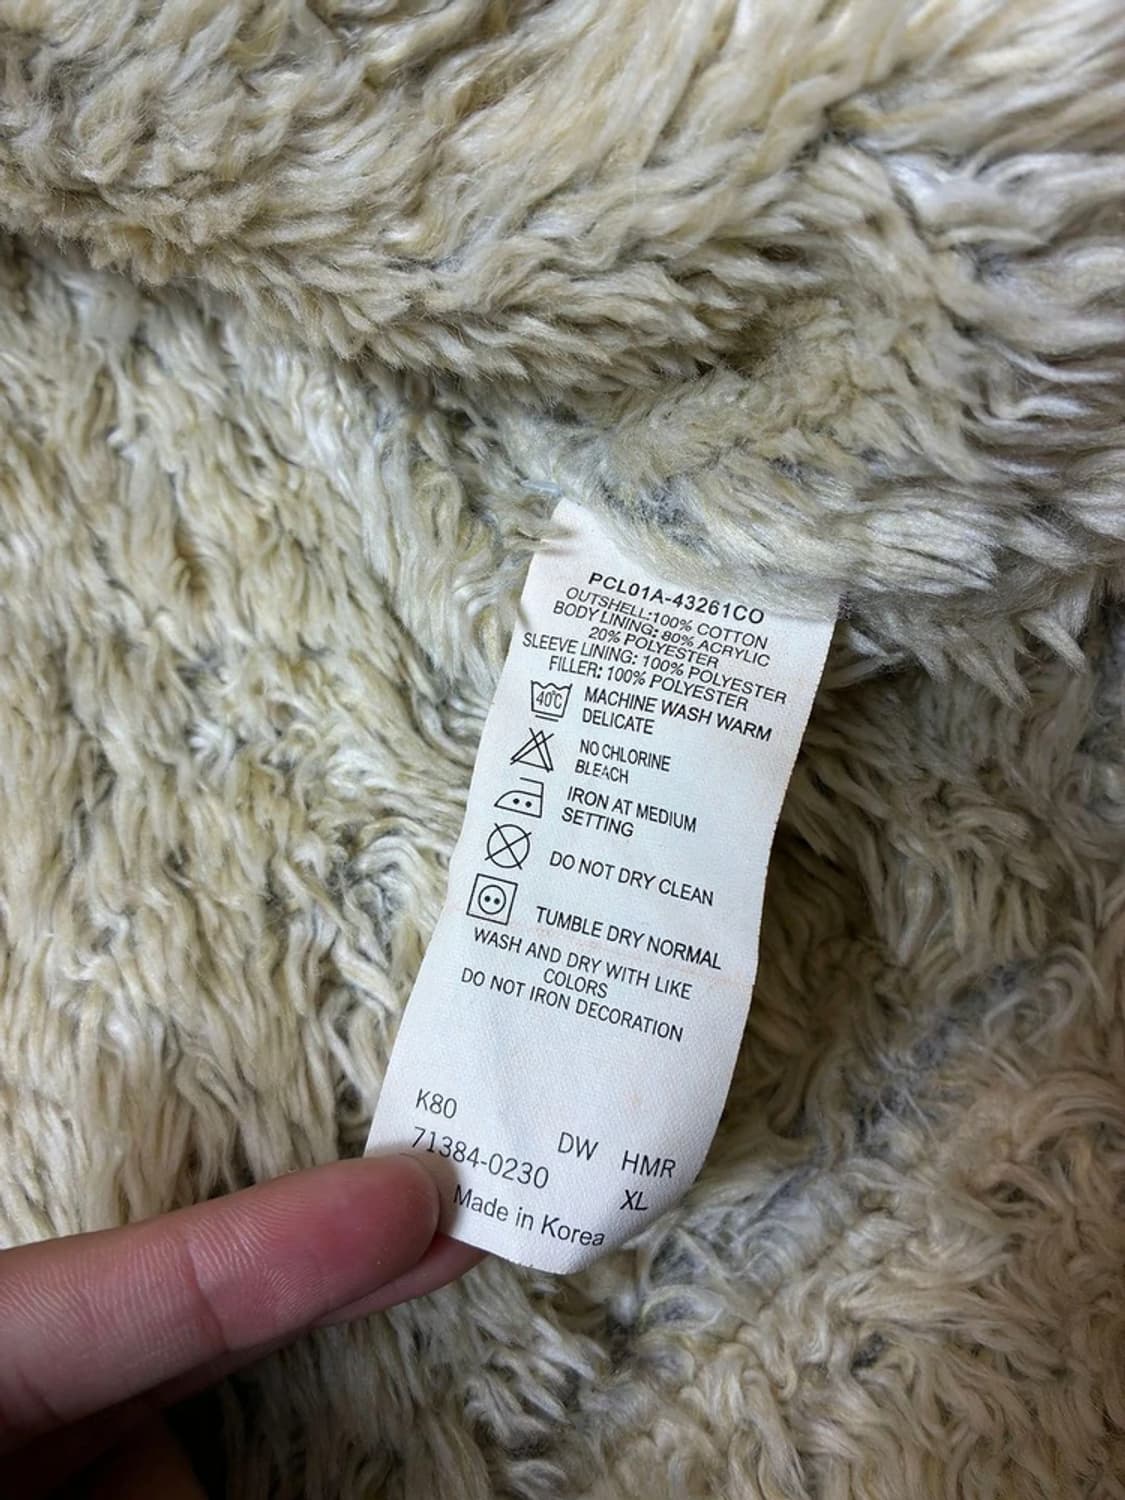 PCL01A-43261CO
OUTSHELL:100% COTTON
BODY LINING: 80% ACRYLIC
20% POLYESTER
SLEEVE LINING: 100% POLYESTER
FILLER: 100% POLYESTER
40°C MACHINE WASH WARM
DELICATE
NO CHLORINE
BLEACH
IRON AT MEDIUM
SETTING
DO NOT DRY CLEAN
TUMBLE DRY NORMAL
WASH AND DRY WITH LIKE
COLORS
DO NOT IRON DECORATION
K80
71384-0230 DW HMR
XL
Made in Korea